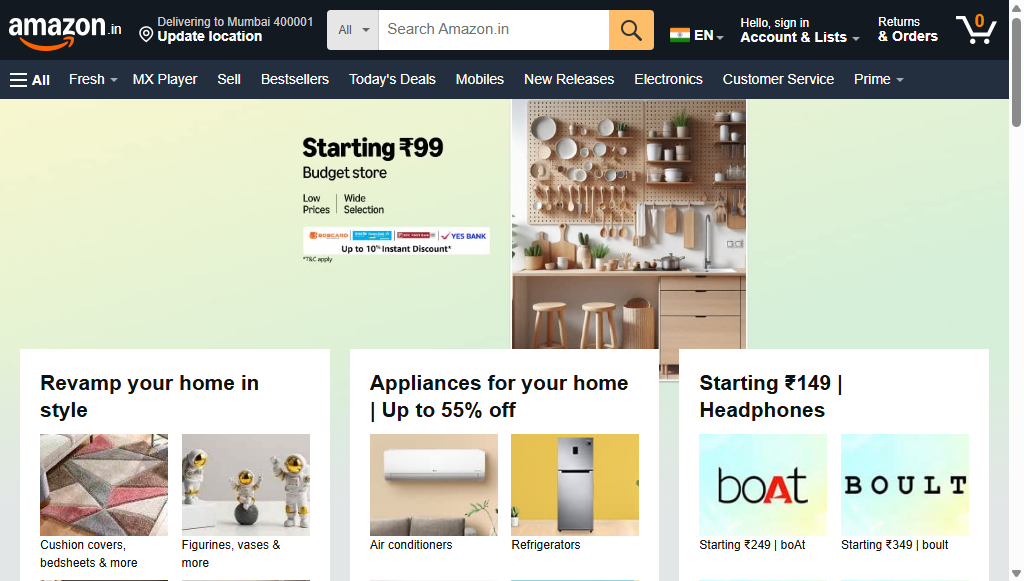 amazon.in
Delivering to Mumbai 400001
Update location
All
Search Amazon.in
EN
Hello, sign in
Account & Lists
Returns
& Orders
0
All
Fresh
MX Player
Sell
Bestsellers
Today's Deals
Mobiles
New Releases
Electronics
Customer Service
Prime
Starting ₹99
Budget store
Low
Prices
Wide
Selection
BOBCARD
YES BANK
Up to 10% Instant Discount*
*T&C apply
Revamp your home in
style
Cushion covers,
bedsheets & more
Figurines, vases &
more
Appliances for your home
| Up to 55% off
Air conditioners
Refrigerators
Starting ₹149 |
Headphones
boAt
BOULT
Starting ₹249 | boAt
Starting ₹349 | boult